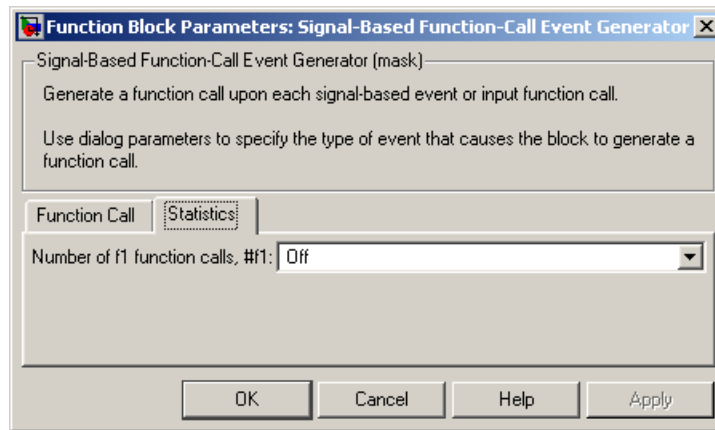 Function Block Parameters: Signal-Based Function-Call Event Generator
Signal-Based Function-Call Event Generator (mask)
Generate a function call upon each signal-based event or input function call.
Use dialog parameters to specify the type of event that causes the block to generate a
function call.
Function Call Statistics
Number of f1 function calls, #f1: Off
OK Cancel Help Apply